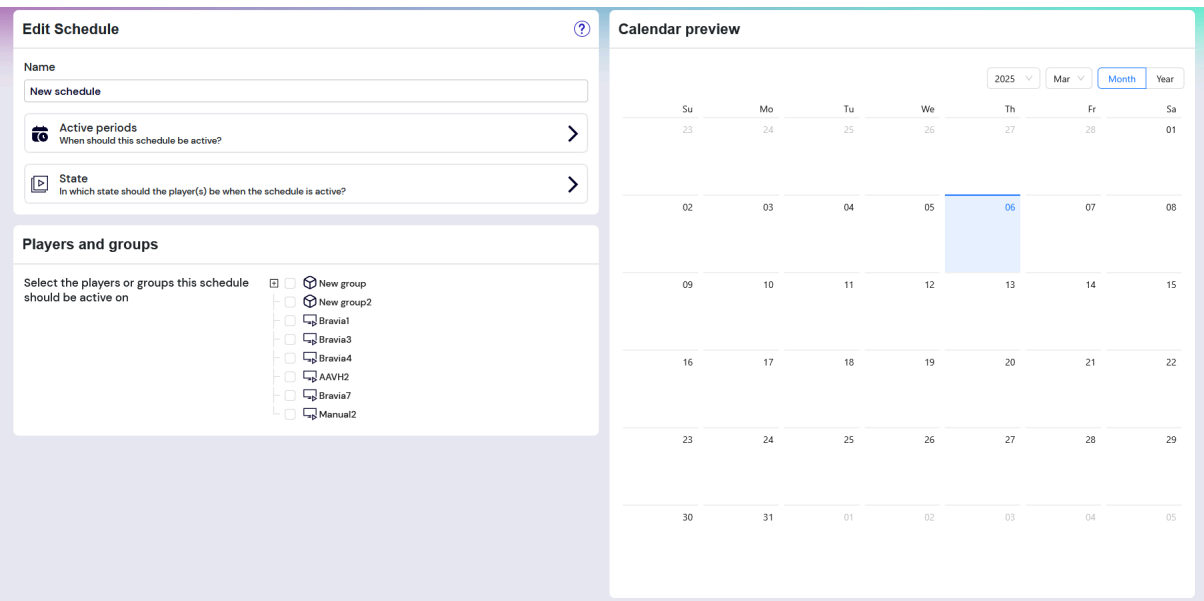 Edit Schedule
?
Name
New schedule
Active periods
When should this schedule be active?
State
In which state should the player(s) be when the schedule is active?
Players and groups
Select the players or groups this schedule
should be active on
New group
New group2
Bravia1
Bravia3
Bravia4
AAVH2
Bravia7
Manual2
Calendar preview
2025 Mar Month Year
Su Mo Tu We Th Fr Sa
23 24 25 26 27 28 01
02 03 04 05 06 07 08
09 10 11 12 13 14 15
16 17 18 19 20 21 22
23 24 25 26 27 28 29
30 31 01 02 03 04 05